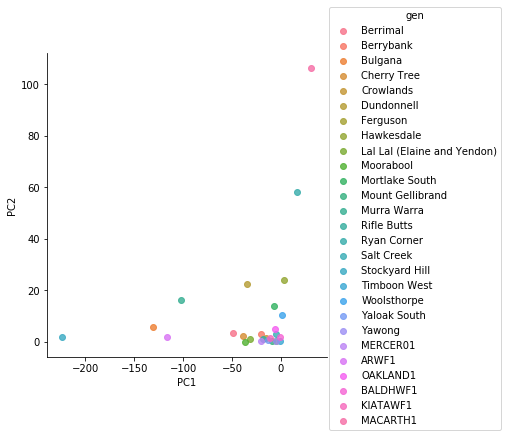 gen
Berrimal
Berrybank
Bulgana
Cherry Tree
Crowlands
Dundonnell
Ferguson
Hawkesdale
Lal Lal (Elaine and Yendon)
Moorabool
Mortlake South
Mount Gellibrand
Murra Warra
Rifle Butts
Ryan Corner
Salt Creek
Stockyard Hill
Timboon West
Woolsthorpe
Yaloak South
Yawong
MERCER01
ARWF1
OAKLAND1
BALDHWF1
KIATAWF1
MACARTH1
100
80
60
40
20
0
PC2
−200
−150
−100
−50
0
PC1